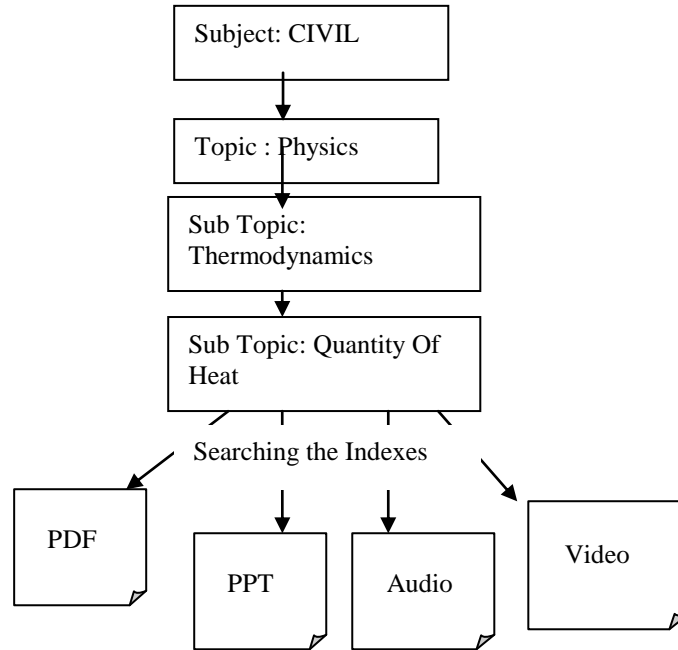 Subject: CIVIL
Topic : Physics
Sub Topic:
Thermodynamics
Sub Topic: Quantity Of
Heat
Searching the Indexes
PDF
PPT
Audio
Video